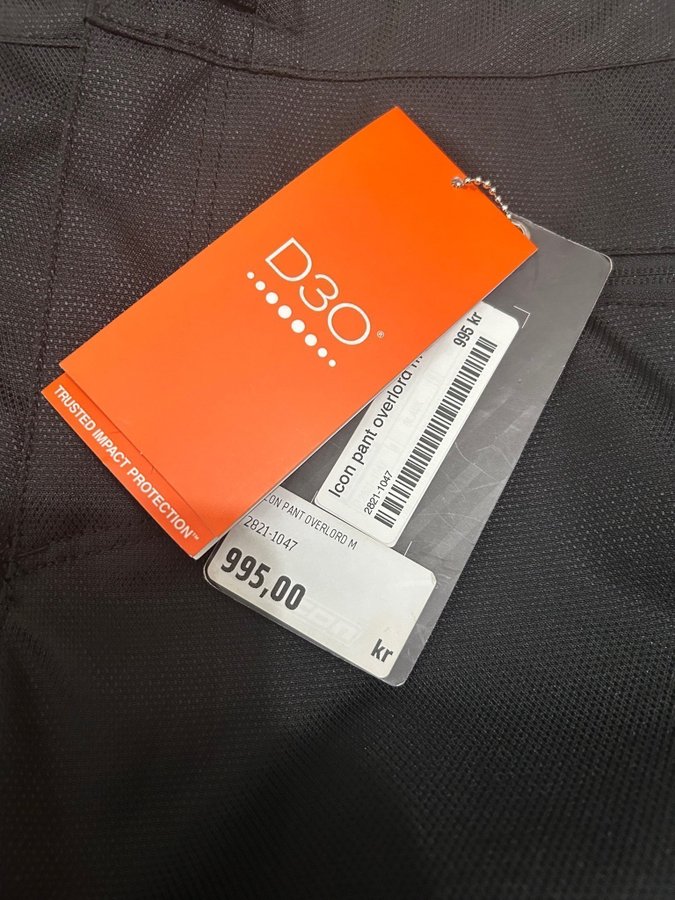 D3O®
TRUSTED IMPACT PROTECTION™
Icon pant overlord
995 kr
2821-1047
ICON PANT OVERLORD M
2821-1047
995,00
kr